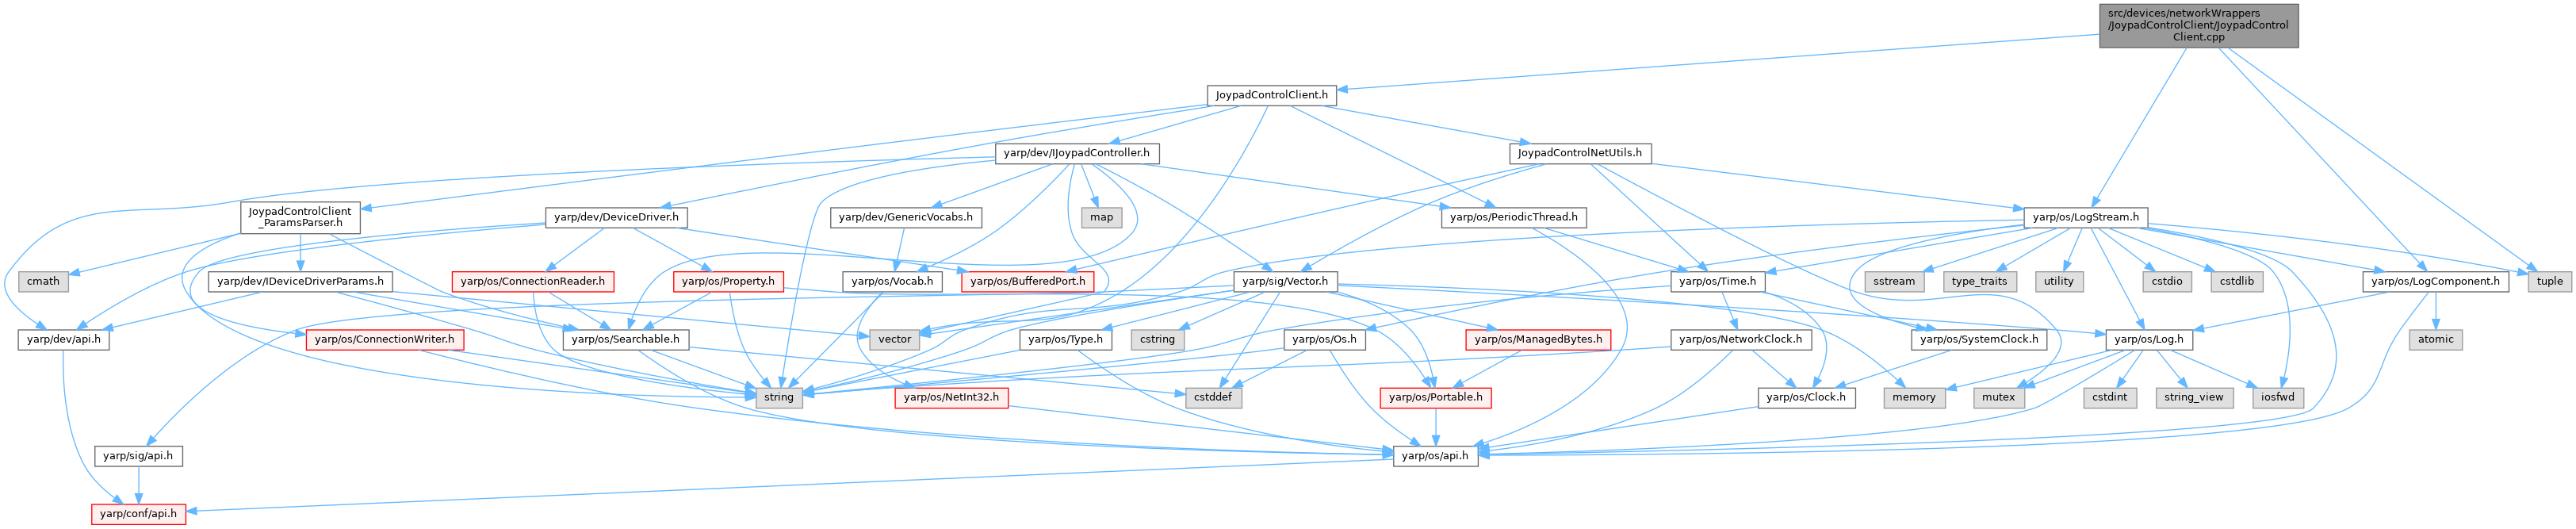 src/devices/networkWrappers
/JoypadControlClient/JoypadControl
Client.cpp
JoypadControlClient.h
yarp/dev/IJoypadController.h
JoypadControlNetUtils.h
JoypadControlClient
_ParamsParser.h
yarp/dev/DeviceDriver.h
yarp/dev/GenericVocabs.h
map
yarp/os/PeriodicThread.h
yarp/os/LogStream.h
cmath
yarp/dev/IDeviceDriverParams.h
yarp/os/ConnectionReader.h
yarp/os/Property.h
yarp/os/Vocab.h
yarp/os/BufferedPort.h
yarp/sig/Vector.h
yarp/os/Time.h
sstream
type_traits
utility
cstdio
cstdlib
yarp/os/LogComponent.h
tuple
yarp/dev/api.h
yarp/os/ConnectionWriter.h
yarp/os/Searchable.h
vector
yarp/os/Type.h
cstring
yarp/os/Os.h
yarp/os/ManagedBytes.h
yarp/os/NetworkClock.h
yarp/os/SystemClock.h
yarp/os/Log.h
atomic
string
yarp/os/NetInt32.h
cstddef
yarp/os/Portable.h
yarp/os/Clock.h
memory
mutex
cstdint
string_view
iosfwd
yarp/sig/api.h
yarp/os/api.h
yarp/conf/api.h